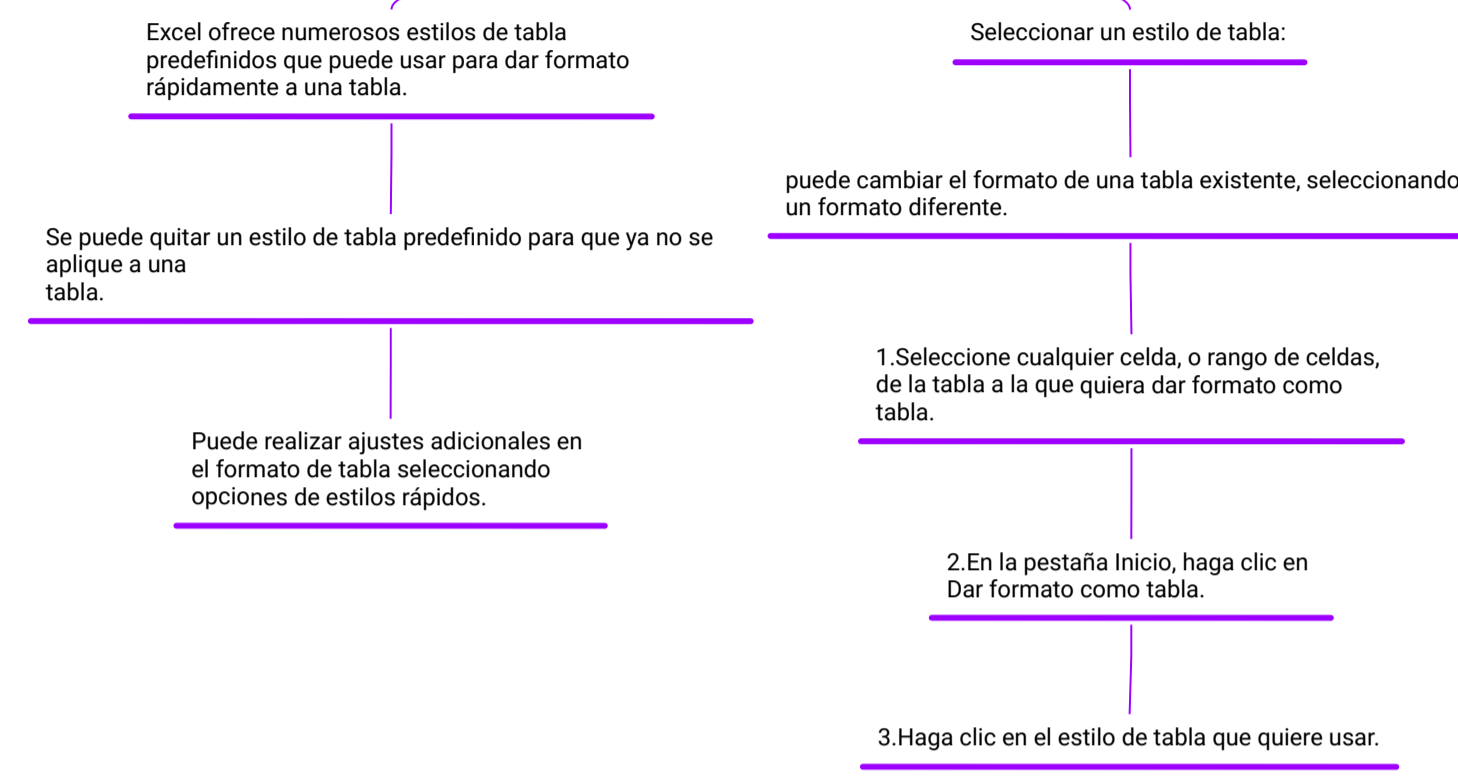 Excel ofrece numerosos estilos de tabla
predefinidos que puede usar para dar formato
rápidamente a una tabla.
Se puede quitar un estilo de tabla predefinido para que ya no se
aplique a una
tabla.
Puede realizar ajustes adicionales en
el formato de tabla seleccionando
opciones de estilos rápidos.
Seleccionar un estilo de tabla:
puede cambiar el formato de una tabla existente, seleccionando
un formato diferente.
1.Seleccione cualquier celda, o rango de celdas,
de la tabla a la que quiera dar formato como
tabla.
2.En la pestaña Inicio, haga clic en
Dar formato como tabla.
3.Haga clic en el estilo de tabla que quiere usar.